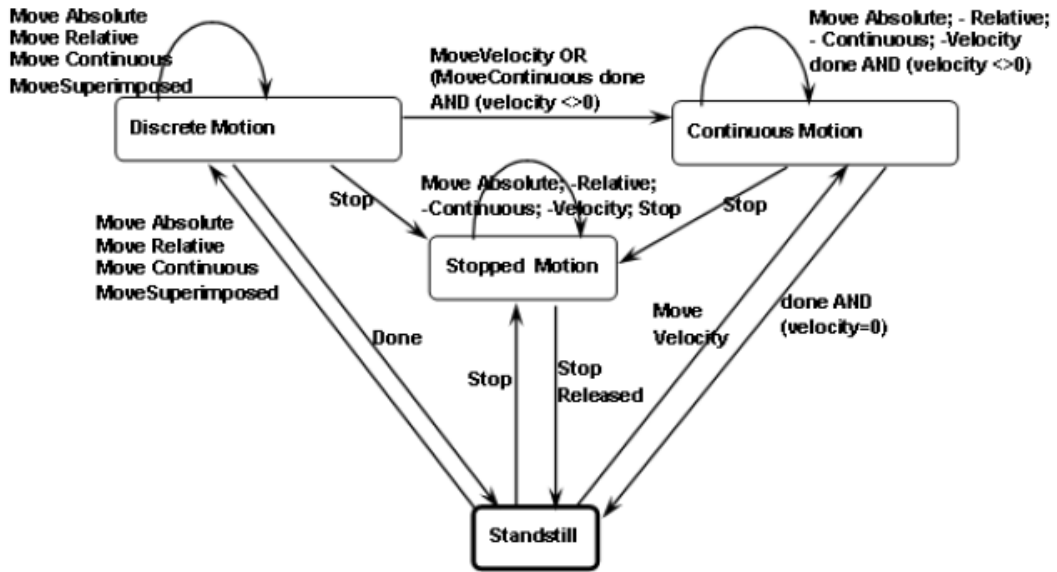 Move Absolute
Move Relative
Move Continuous
MoveSuperimposed
MoveVelocity OR
(MoveContinuous done
AND (velocity <>0)
Move Absolute; - Relative;
- Continuous; -Velocity
done AND (velocity <>0)
Discrete Motion
Continuous Motion
Stop
Move Absolute; -Relative;
-Continuous; -Velocity; Stop
Stop
Move Absolute
Move Relative
Move Continuous
MoveSuperimposed
Stopped Motion
Done
Stop
Stop
Released
Move
Velocity
done AND
(velocity=0)
Standstill